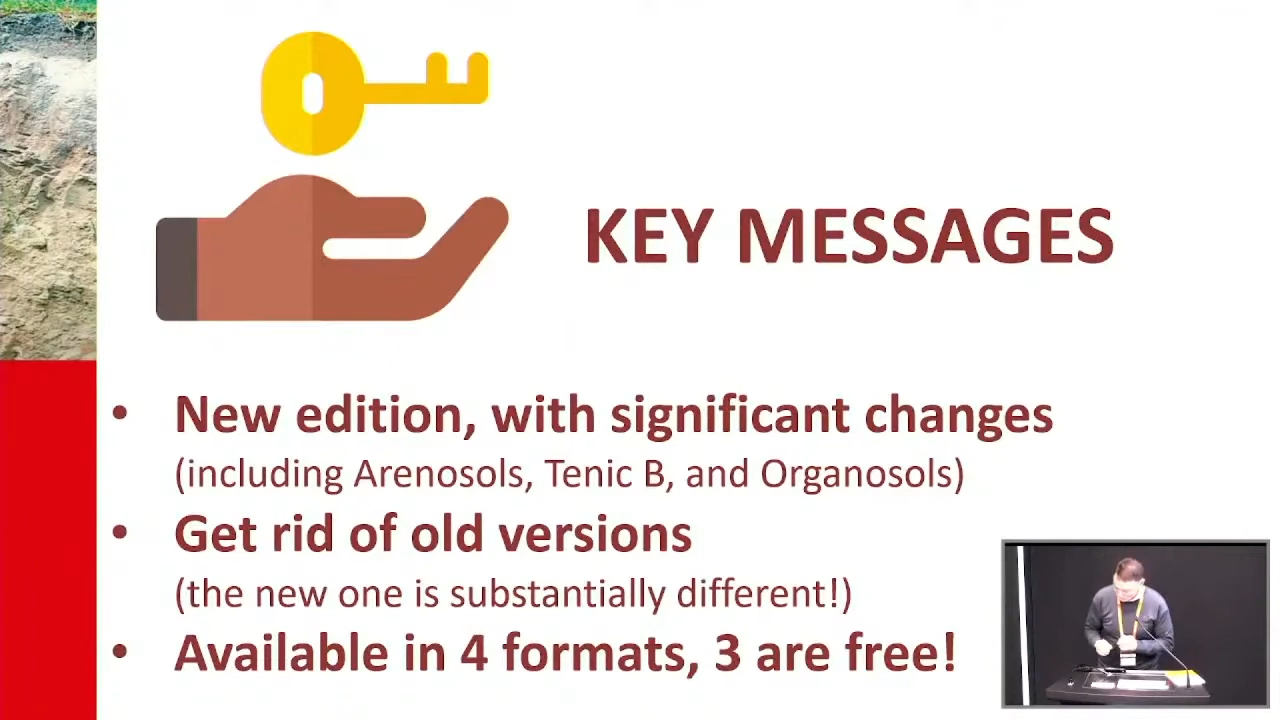 KEY MESSAGES
• New edition, with significant changes
(including Arenosols, Tenic B, and Organosols)
• Get rid of old versions
(the new one is substantially different!)
• Available in 4 formats, 3 are free!